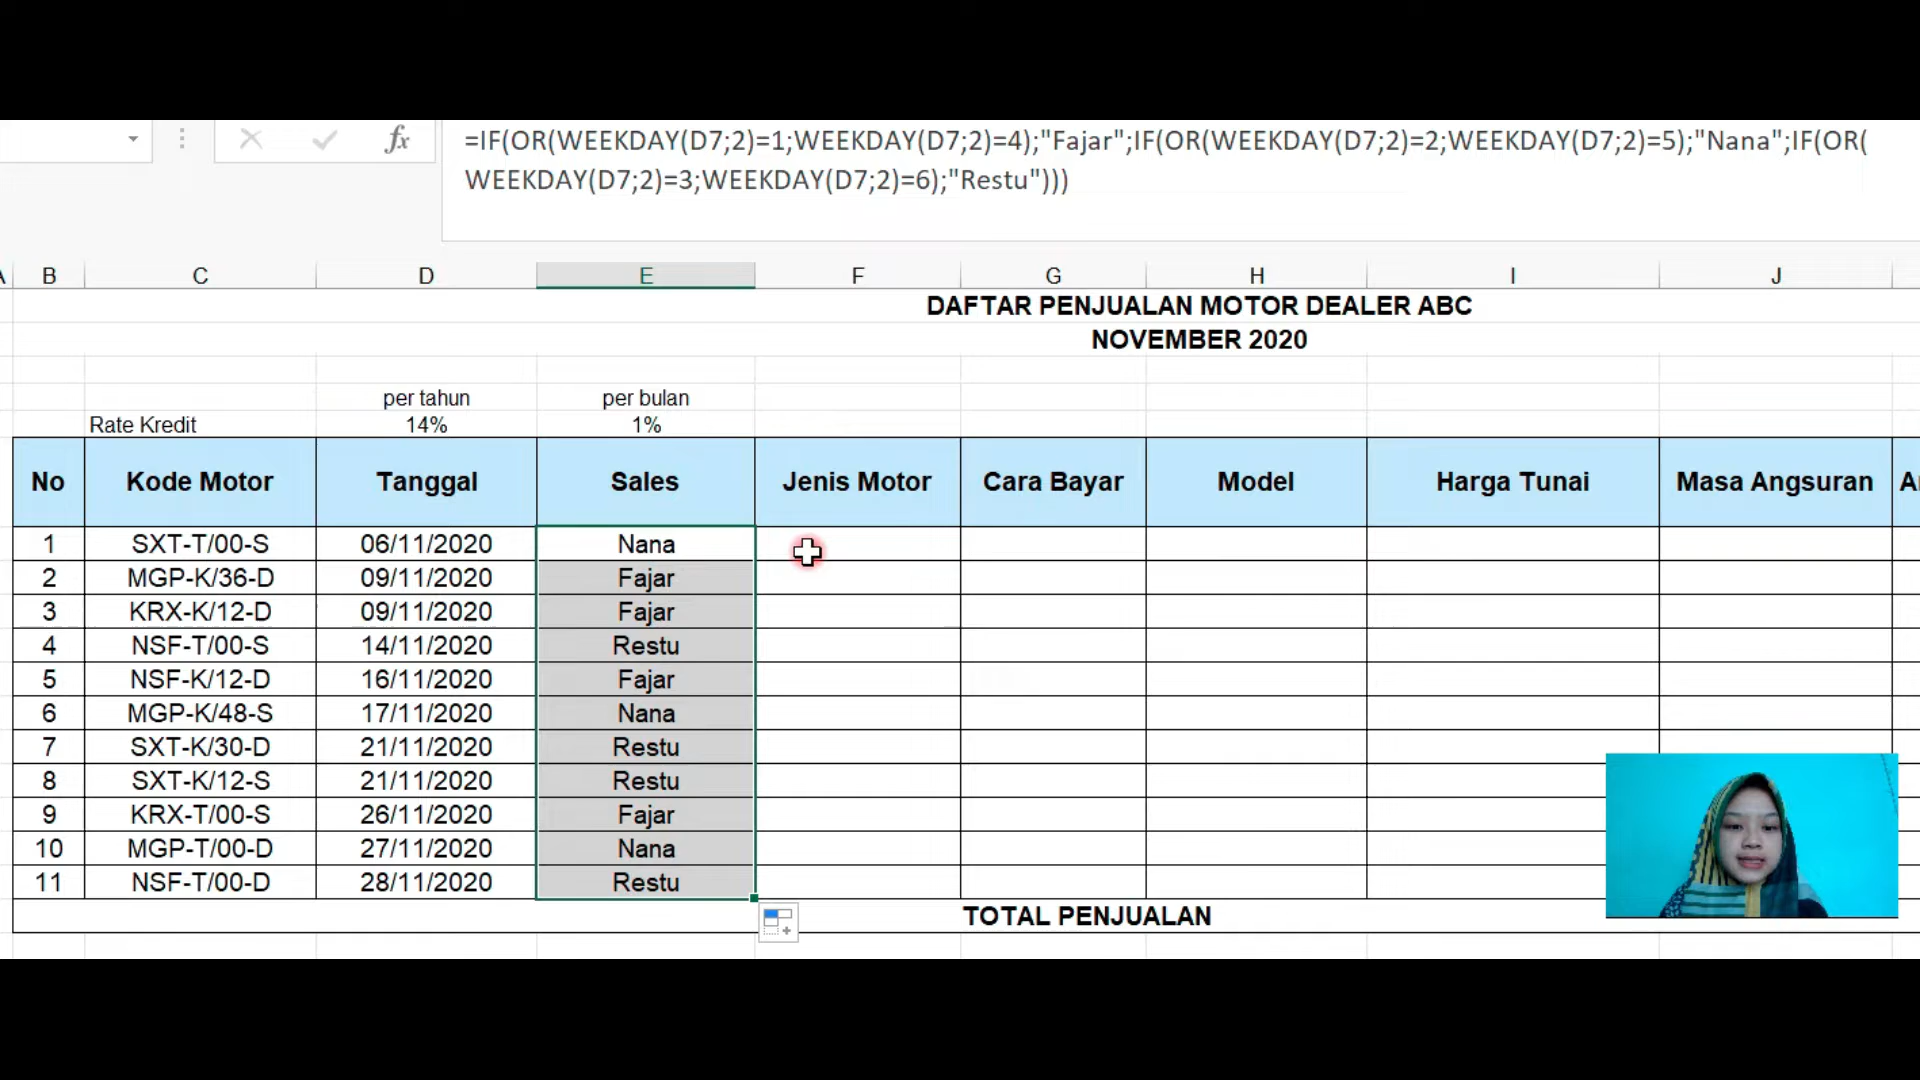 fx
=IF(OR(WEEKDAY(D7;2)=1;WEEKDAY(D7;2)=4);"Fajar";IF(OR(WEEKDAY(D7;2)=2;WEEKDAY(D7;2)=5);"Nana";IF(OR(
WEEKDAY(D7;2)=3;WEEKDAY(D7;2)=6);"Restu")))
B C D E F G H I J
DAFTAR PENJUALAN MOTOR DEALER ABC
NOVEMBER 2020
per tahun per bulan
Rate Kredit 14% 1%
No Kode Motor Tanggal Sales Jenis Motor Cara Bayar Model Harga Tunai Masa Angsuran
1 SXT-T/00-S 06/11/2020 Nana
2 MGP-K/36-D 09/11/2020 Fajar
3 KRX-K/12-D 09/11/2020 Fajar
4 NSF-T/00-S 14/11/2020 Restu
5 NSF-K/12-D 16/11/2020 Fajar
6 MGP-K/48-S 17/11/2020 Nana
7 SXT-K/30-D 21/11/2020 Restu
8 SXT-K/12-S 21/11/2020 Restu
9 KRX-T/00-S 26/11/2020 Fajar
10 MGP-T/00-D 27/11/2020 Nana
11 NSF-T/00-D 28/11/2020 Restu
TOTAL PENJUALAN